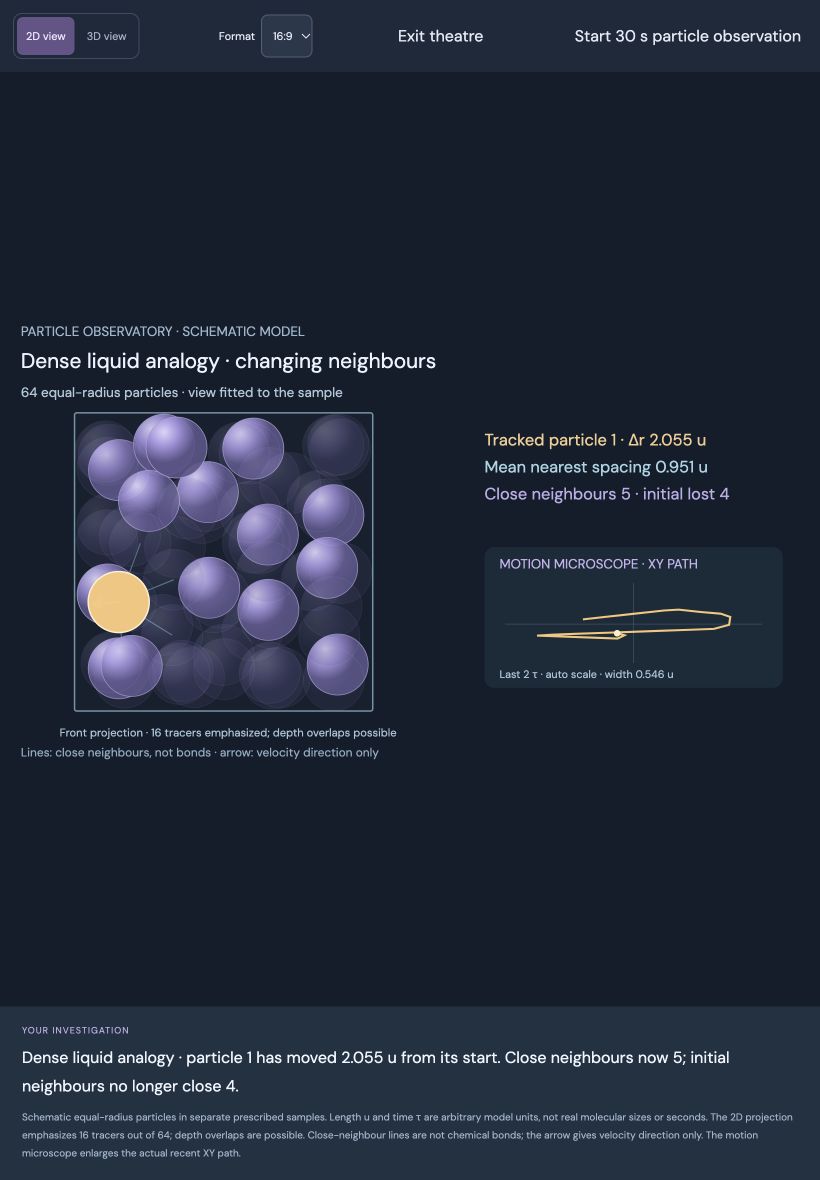 2D view
3D view
Format
16:9
Exit theatre
Start 30 s particle observation
PARTICLE OBSERVATORY · SCHEMATIC MODEL
Dense liquid analogy · changing neighbours
64 equal-radius particles · view fitted to the sample
Tracked particle 1 · Δr 2.055 u
Mean nearest spacing 0.951 u
Close neighbours 5 · initial lost 4
MOTION MICROSCOPE · XY PATH
Last 2 τ · auto scale · width 0.546 u
Front projection · 16 tracers emphasized; depth overlaps possible
Lines: close neighbours, not bonds · arrow: velocity direction only
YOUR INVESTIGATION
Dense liquid analogy · particle 1 has moved 2.055 u from its start. Close neighbours now 5; initial
neighbours no longer close 4.
Schematic equal-radius particles in separate prescribed samples. Length u and time τ are arbitrary model units, not real molecular sizes or seconds. The 2D projection
emphasizes 16 tracers out of 64; depth overlaps are possible. Close-neighbour lines are not chemical bonds; the arrow gives velocity direction only. The motion
microscope enlarges the actual recent XY path.